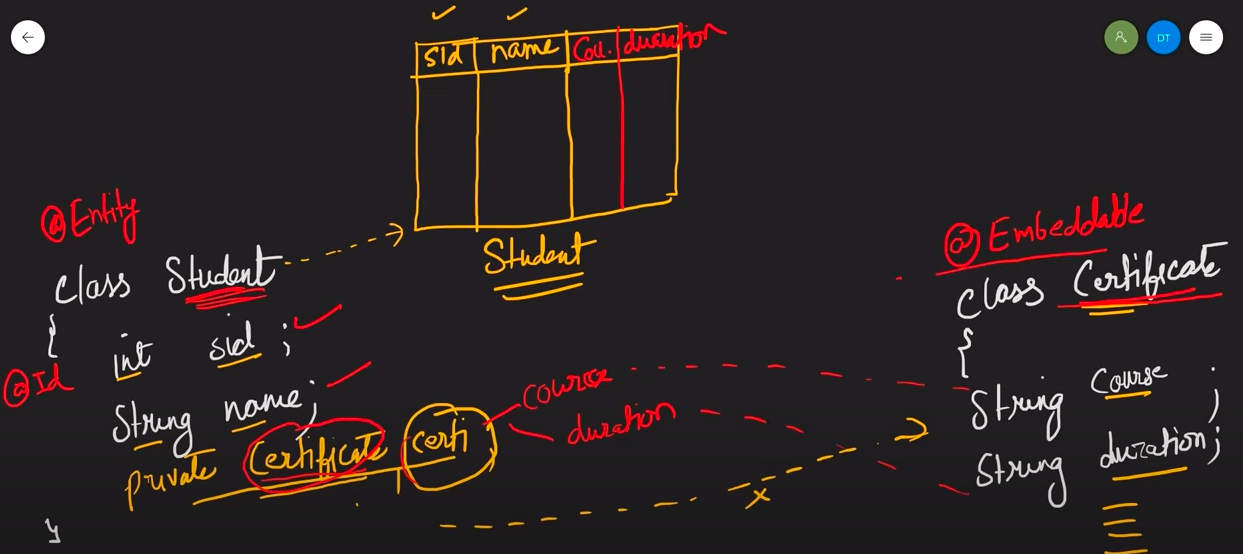 sid name Cou. duration
DT
Student
@Entity
class Student
{
@Id int sid ;
String name;
private Certificate certi
}
course
duration
x
@Embeddable
class Certificate
{
String course ;
String duration;